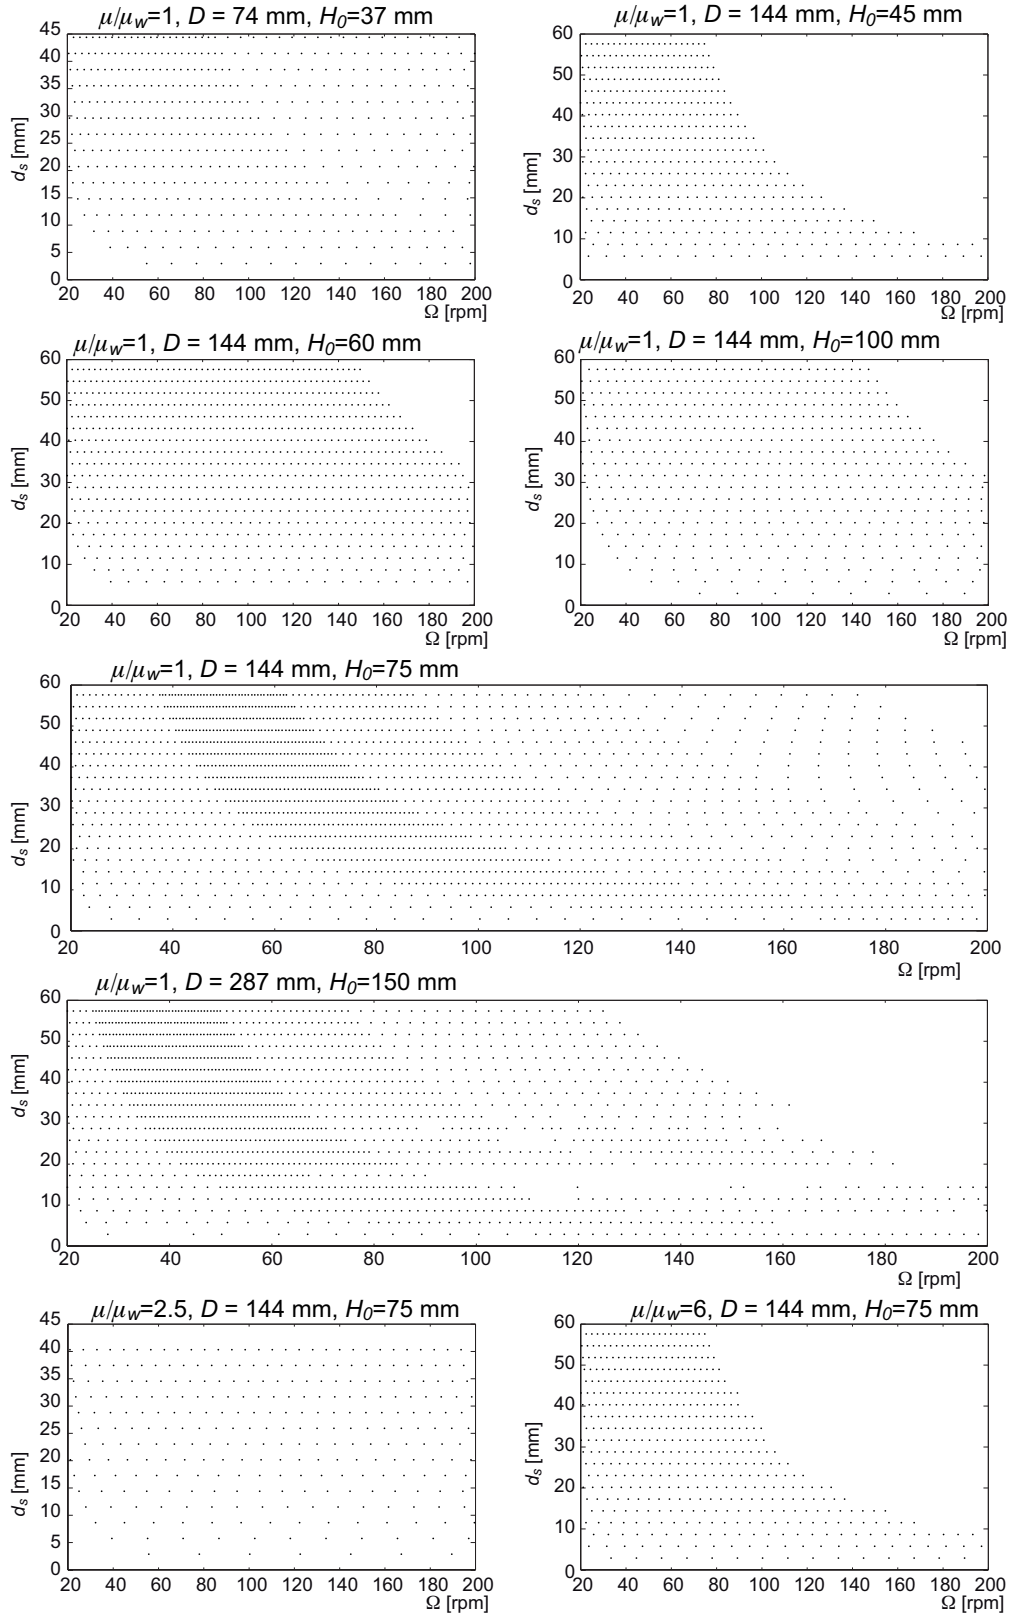 μ/μw=1, D = 74 mm, H0=37 mm
45
40
35
30
25
20
15
10
5
0
ds [mm]
20 40 60 80 100 120 140 160 180 200
Ω [rpm]
μ/μw=1, D = 144 mm, H0=45 mm
60
50
40
30
20
10
0
ds [mm]
20 40 60 80 100 120 140 160 180 200
Ω [rpm]
μ/μw=1, D = 144 mm, H0=60 mm
60
50
40
30
20
10
0
ds [mm]
20 40 60 80 100 120 140 160 180 200
Ω [rpm]
μ/μw=1, D = 144 mm, H0=100 mm
60
50
40
30
20
10
0
ds [mm]
20 40 60 80 100 120 140 160 180 200
Ω [rpm]
μ/μw=1, D = 144 mm, H0=75 mm
60
50
40
30
20
10
0
ds [mm]
20 40 60 80 100 120 140 160 180 200
Ω [rpm]
μ/μw=1, D = 287 mm, H0=150 mm
60
50
40
30
20
10
0
ds [mm]
20 40 60 80 100 120 140 160 180 200
Ω [rpm]
μ/μw=2.5, D = 144 mm, H0=75 mm
45
40
35
30
25
20
15
10
5
0
ds [mm]
20 40 60 80 100 120 140 160 180 200
Ω [rpm]
μ/μw=6, D = 144 mm, H0=75 mm
60
50
40
30
20
10
0
ds [mm]
20 40 60 80 100 120 140 160 180 200
Ω [rpm]